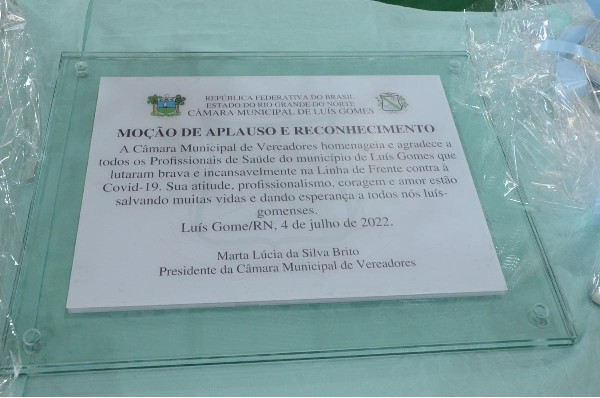 REPÚBLICA FEDERATIVA DO BRASIL
ESTADO DO RIO GRANDE DO NORTE
CÂMARA MUNICIPAL DE LUÍS GOMES
MOÇÃO DE APLAUSO E RECONHECIMENTO
A Câmara Municipal de Vereadores homenageia e agradece a
todos os Profissionais de Saúde do município de Luís Gomes que
lutaram brava e incansavelmente na Linha de Frente contra à
Covid-19. Sua atitude, profissionalismo, coragem e amor estão
salvando muitas vidas e dando esperança a todos nós luís-
gomenses.
Luís Gome/RN, 4 de julho de 2022.
Marta Lúcia da Silva Brito
Presidente da Câmara Municipal de Vereadores